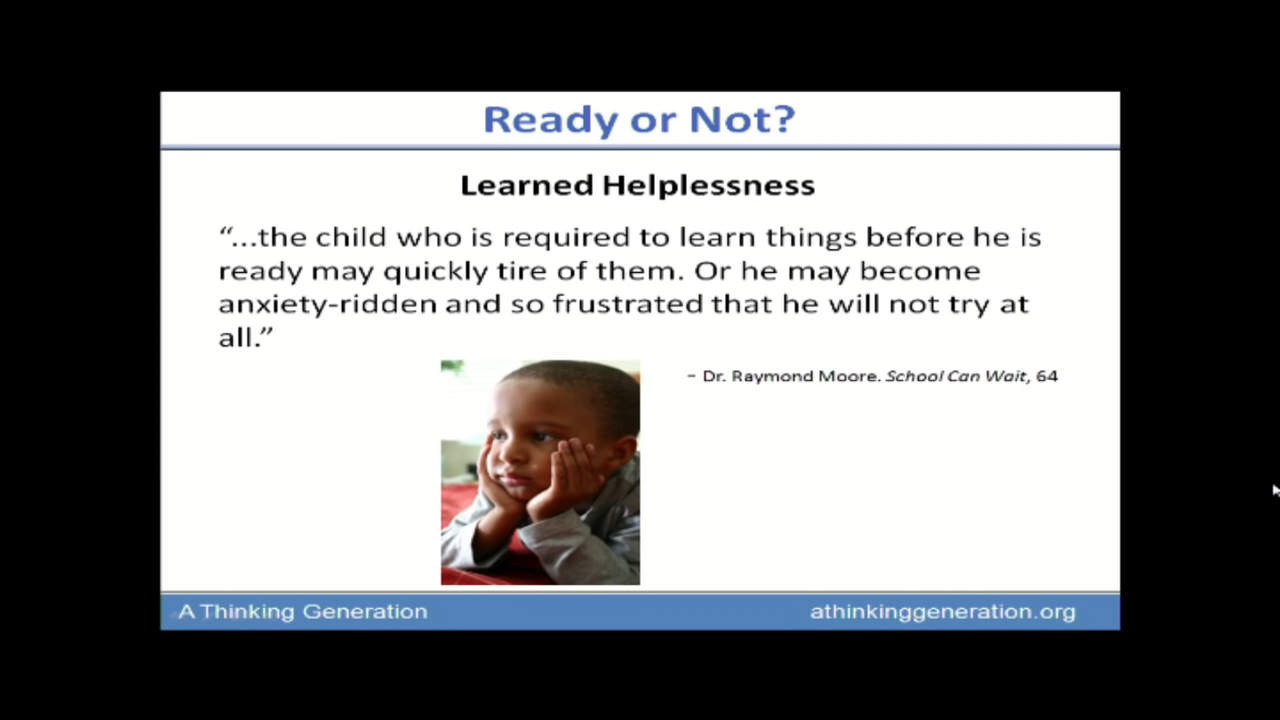 Ready or Not?
Learned Helplessness
“...the child who is required to learn things before he is
ready may quickly tire of them. Or he may become
anxiety-ridden and so frustrated that he will not try at
all.”
– Dr. Raymond Moore. School Can Wait, 64
A Thinking Generation
athinkinggeneration.org